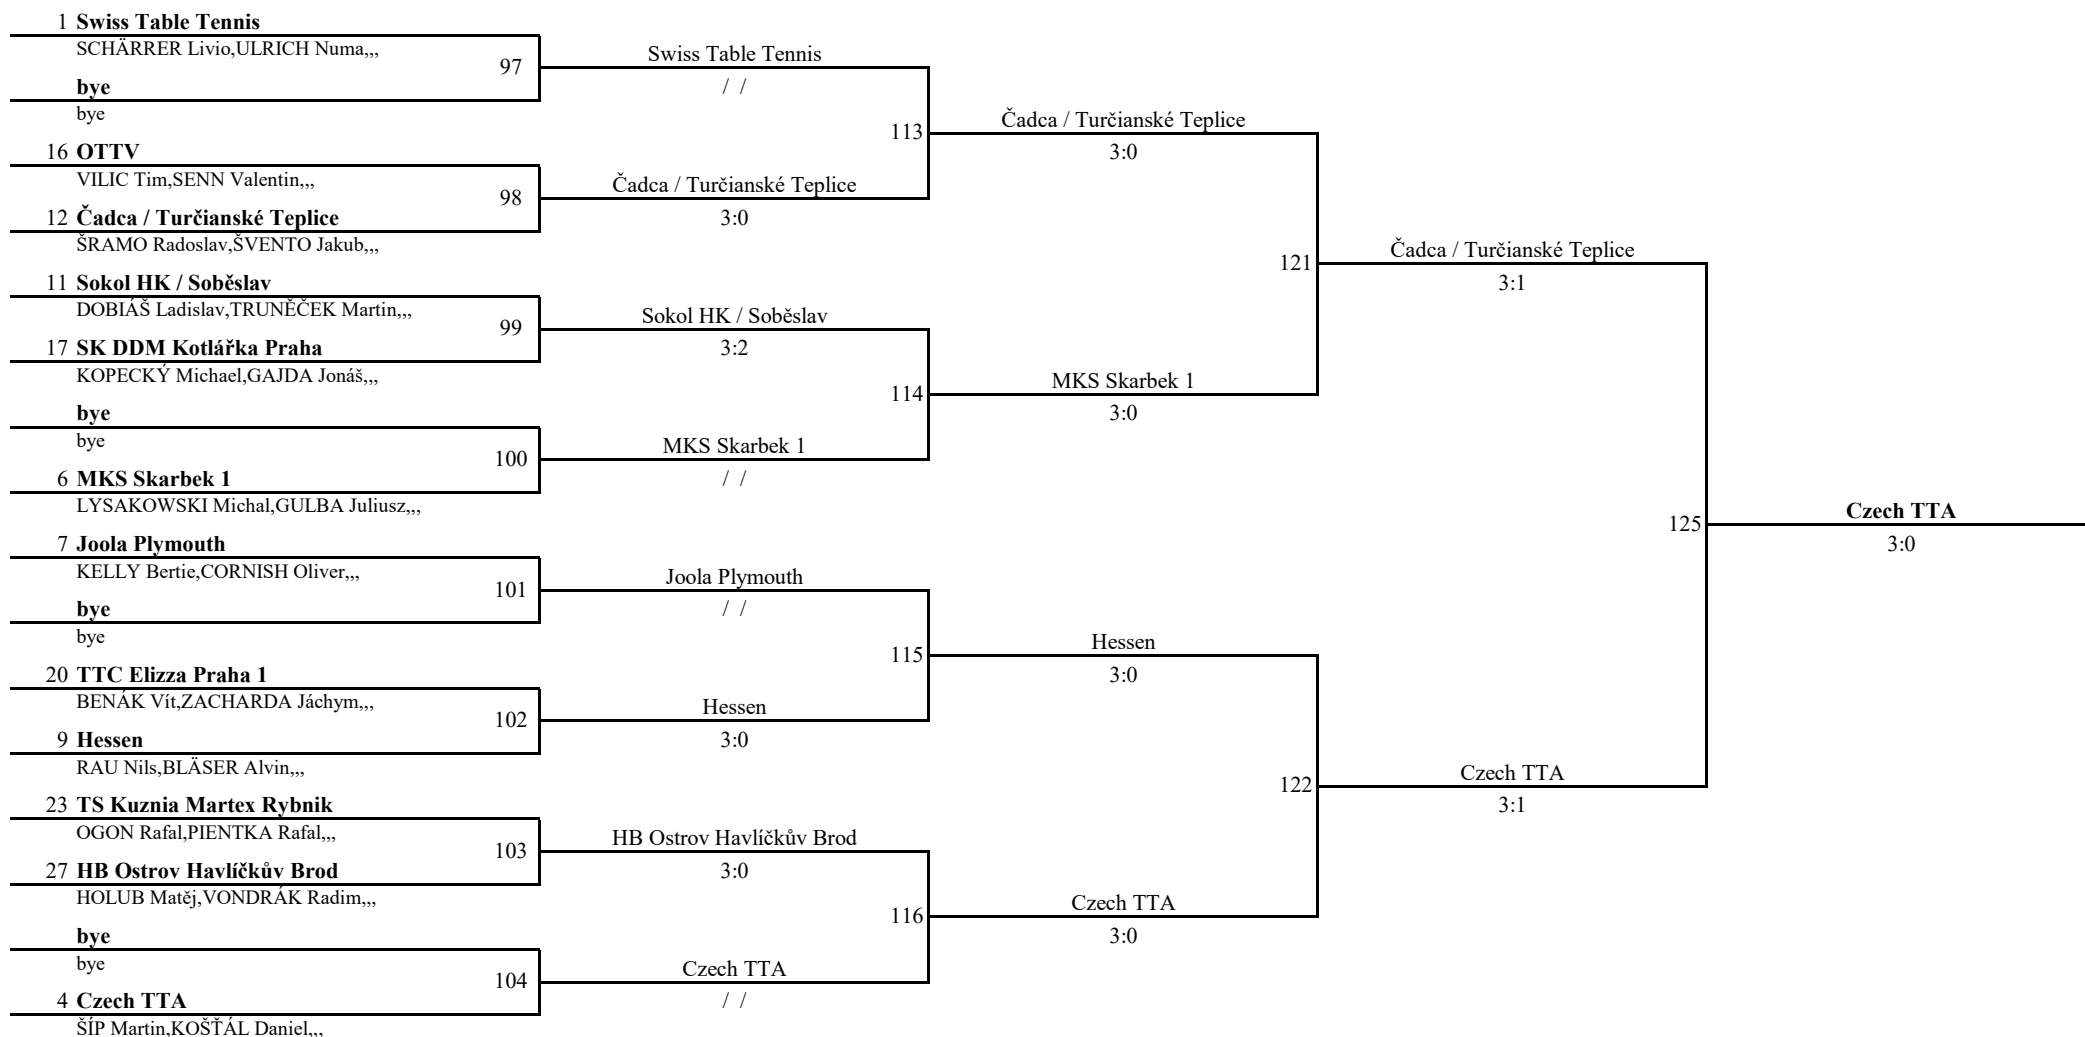 1 Swiss Table Tennis
SCHÄRRER Livio,ULRICH Numa,,,
97
bye
bye
16 OTTV
VILIC Tim,SENN Valentin,,,
98
12 Čadca / Turčianské Teplice
ŠRAMO Radoslav,ŠVENTO Jakub,,,
11 Sokol HK / Soběslav
DOBIÁŠ Ladislav,TRUNĚČEK Martin,,,
99
17 SK DDM Kotlářka Praha
KOPECKÝ Michael,GAJDA Jonáš,,,
bye
bye
100
6 MKS Skarbek 1
LYSAKOWSKI Michal,GULBA Juliusz,,,
7 Joola Plymouth
KELLY Bertie,CORNISH Oliver,,,
101
bye
bye
20 TTC Elizza Praha 1
BENÁK Vít,ZACHARDA Jáchym,,,
102
9 Hessen
RAU Nils,BLÄSER Alvin,,,
23 TS Kuznia Martex Rybnik
OGON Rafal,PIENTKA Rafal,,,
103
27 HB Ostrov Havlíčkův Brod
HOLUB Matěj,VONDRÁK Radim,,,
bye
bye
104
4 Czech TTA
ŠÍP Martin,KOŠŤÁL Daniel,,,
Swiss Table Tennis
/ /
113
Čadca / Turčianské Teplice
3:0
Sokol HK / Soběslav
3:2
114
MKS Skarbek 1
/ /
Joola Plymouth
/ /
115
Hessen
3:0
HB Ostrov Havlíčkův Brod
3:0
116
Czech TTA
/ /
Čadca / Turčianské Teplice
3:0
121
MKS Skarbek 1
3:0
Hessen
3:0
122
Czech TTA
3:0
Čadca / Turčianské Teplice
3:1
125
Czech TTA
3:1
Czech TTA
3:0